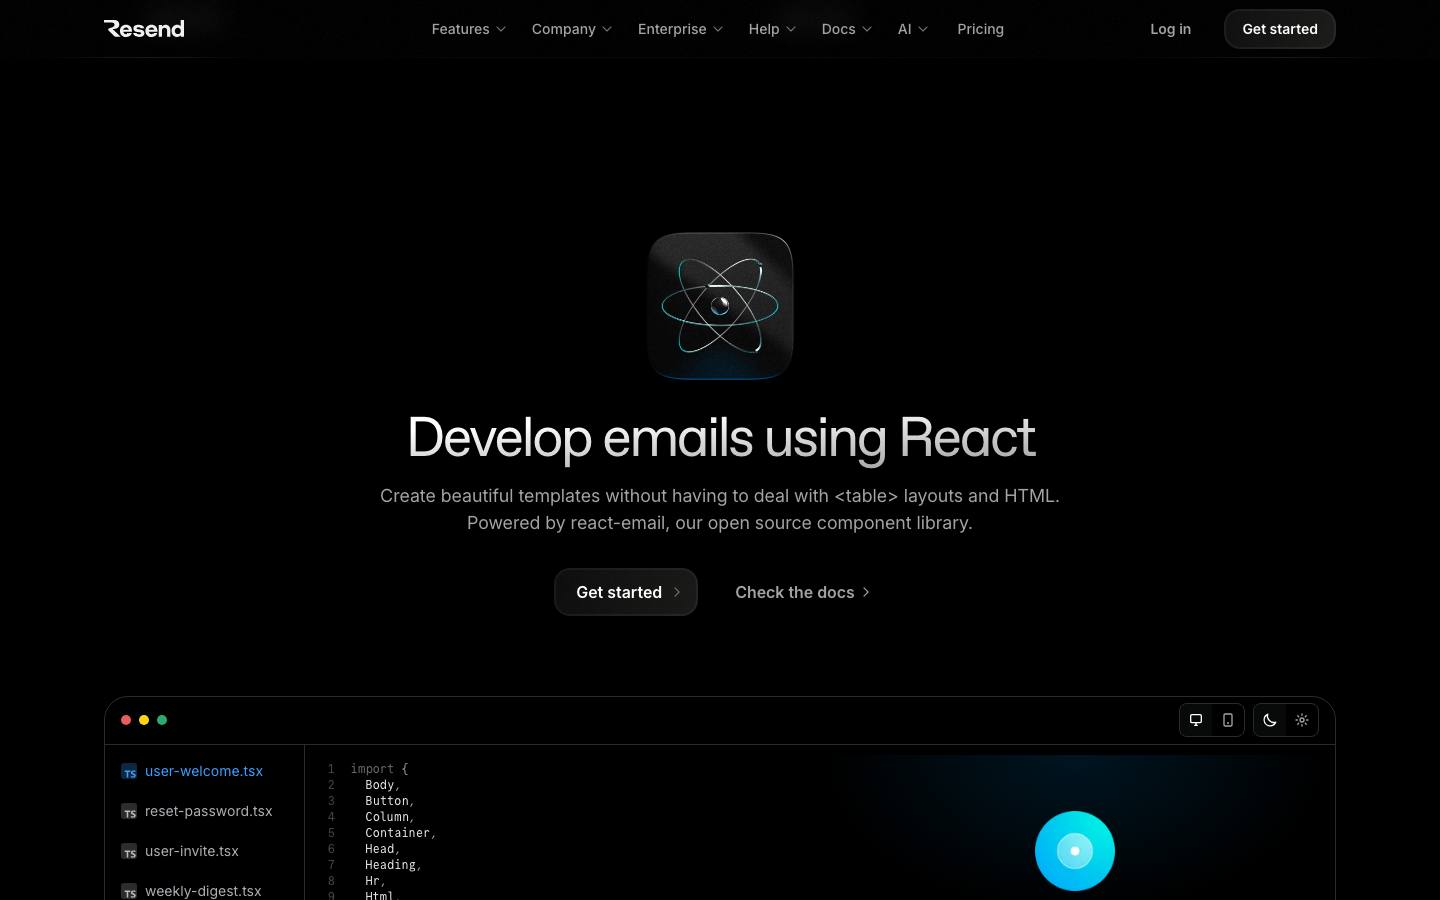 Resend
Features
Company
Enterprise
Help
Docs
AI
Pricing
Log in
Get started
Develop emails using React
Create beautiful templates without having to deal with <table> layouts and HTML.
Powered by react-email, our open source component library.
Get started
Check the docs
TS user-welcome.tsx
TS reset-password.tsx
TS user-invite.tsx
TS weekly-digest.tsx
1 import {
2 Body,
3 Button,
4 Column,
5 Container,
6 Head,
7 Heading,
8 Hr,
9 Html,